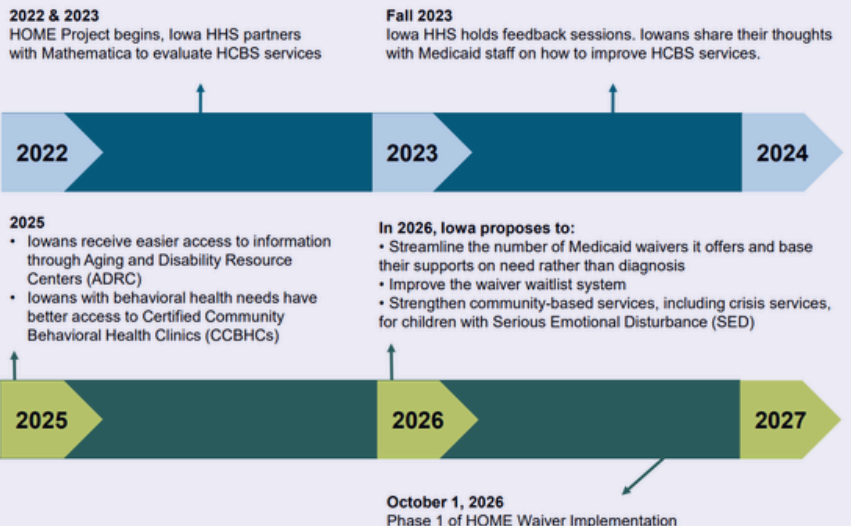 2022 & 2023
HOME Project begins, Iowa HHS partners
with Mathematica to evaluate HCBS services
Fall 2023
Iowa HHS holds feedback sessions. Iowans share their thoughts
with Medicaid staff on how to improve HCBS services.
2022
2023
2024
2025
• Iowans receive easier access to information
through Aging and Disability Resource
Centers (ADRC)
• Iowans with behavioral health needs have
better access to Certified Community
Behavioral Health Clinics (CCBHCs)
In 2026, Iowa proposes to:
• Streamline the number of Medicaid waivers it offers and base
their supports on need rather than diagnosis
• Improve the waiver waitlist system
• Strengthen community-based services, including crisis services,
for children with Serious Emotional Disturbance (SED)
2025
2026
2027
October 1, 2026
Phase 1 of HOME Waiver Implementation